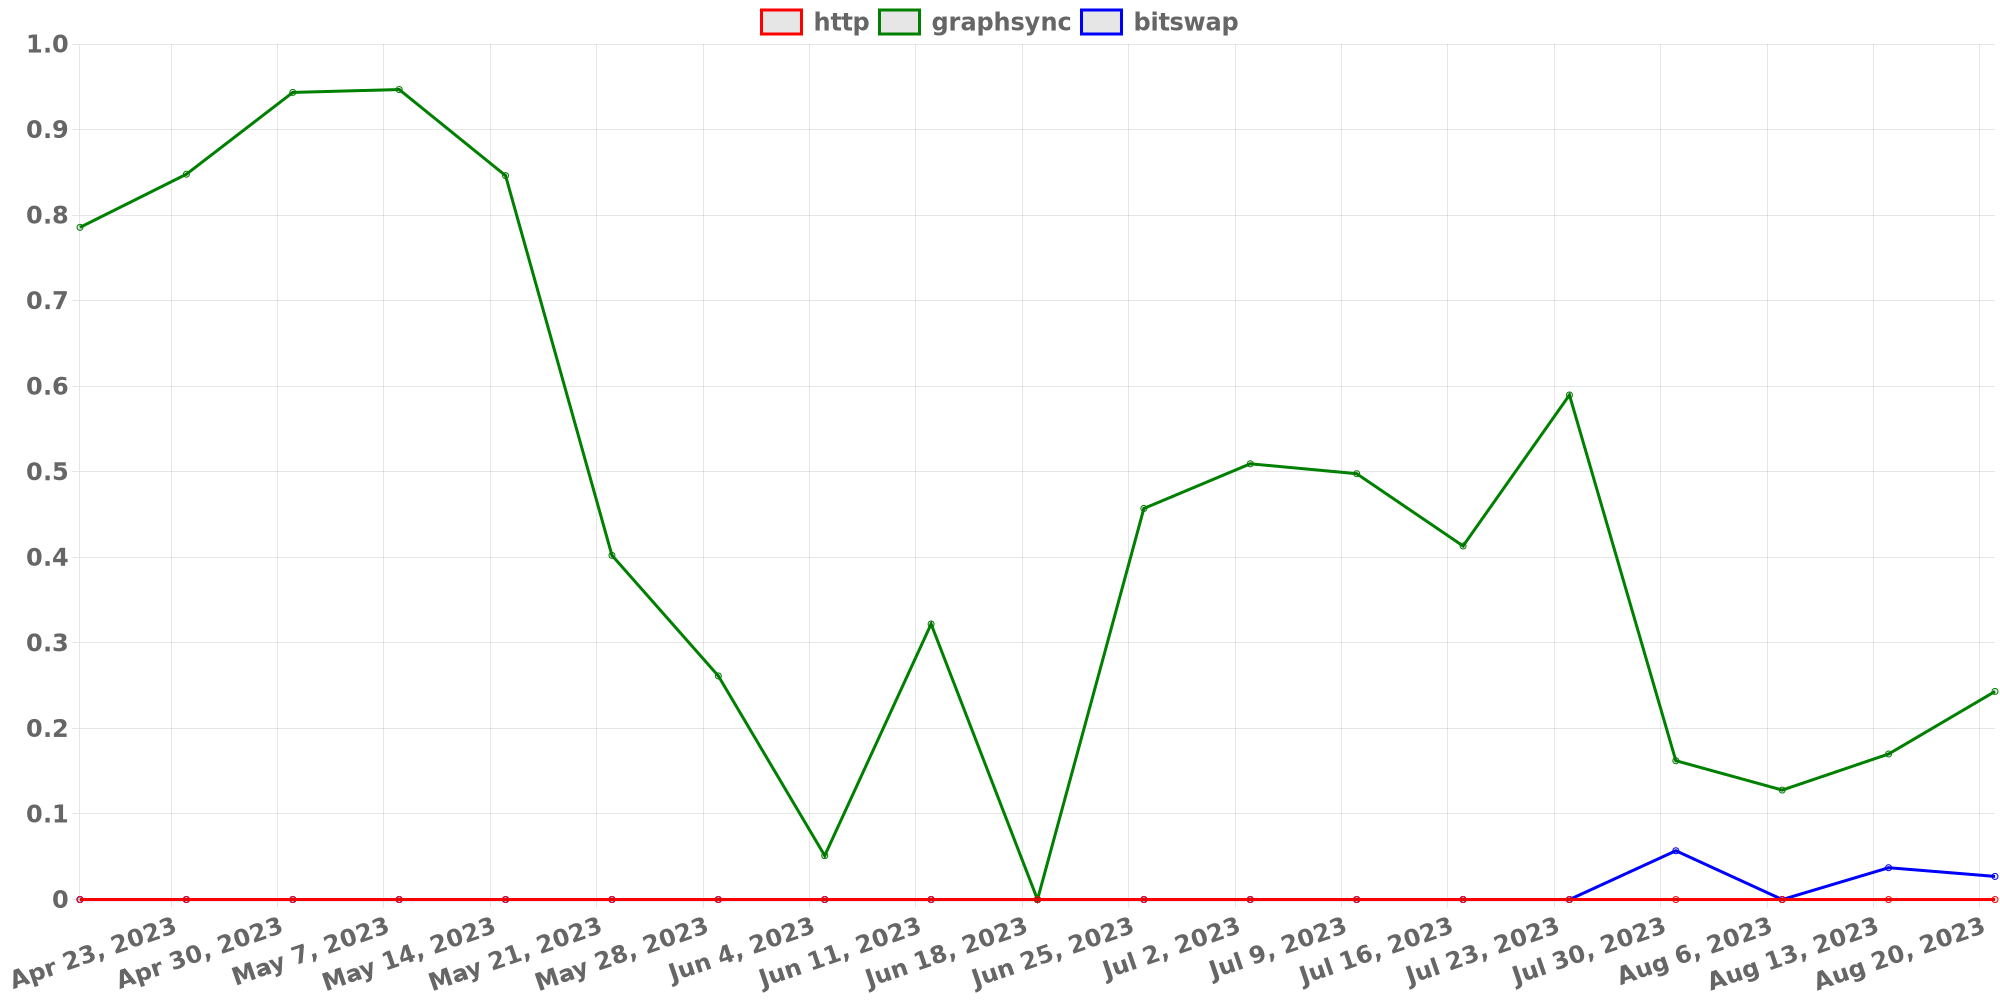 http graphsync bitswap
1.0
0.9
0.8
0.7
0.6
0.5
0.4
0.3
0.2
0.1
0
Apr 23, 2023
Apr 30, 2023
May 7, 2023
May 14, 2023
May 21, 2023
May 28, 2023
Jun 4, 2023
Jun 11, 2023
Jun 18, 2023
Jun 25, 2023
Jul 2, 2023
Jul 9, 2023
Jul 16, 2023
Jul 23, 2023
Jul 30, 2023
Aug 6, 2023
Aug 13, 2023
Aug 20, 2023